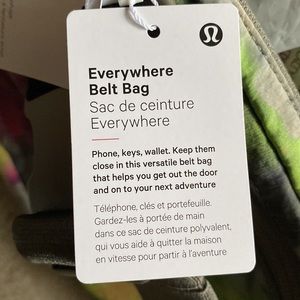 Everywhere
Belt Bag
Sac de ceinture
Everywhere
Phone, keys, wallet. Keep them
close in this versatile belt bag
that helps you get out the door
and on to your next adventure
Téléphone, clés et portefeuille.
Gardez-les à portée de main
dans ce sac de ceinture polyvalent,
qui vous aide à quitter la maison
en vitesse pour partir à l'aventure